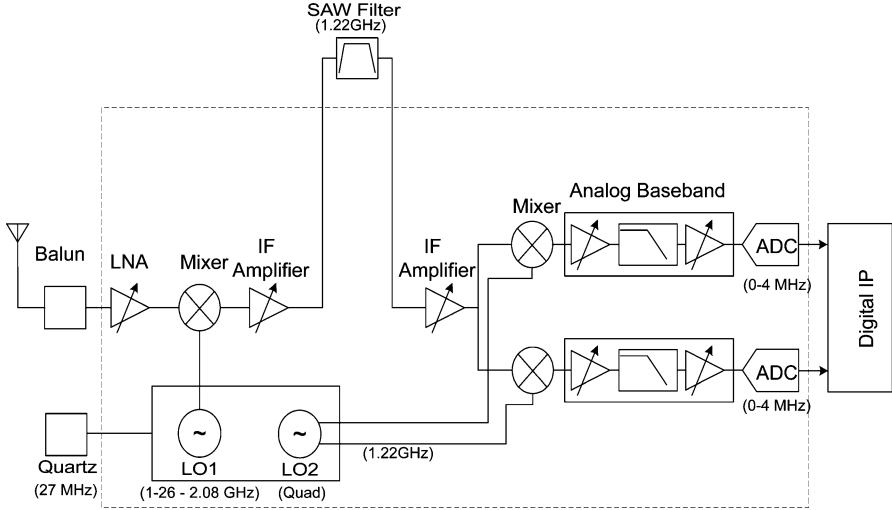 SAW Filter
(1.22GHz)
Analog Baseband
Mixer
ADC
(0-4 MHz)
Balun
LNA
Mixer
IF
Amplifier
IF
Amplifier
Digital IP
ADC
(0-4 MHz)
~
~
LO1
LO2
(1.22GHz)
Quartz
(27 MHz)
(1-26 - 2.08 GHz)
(Quad)